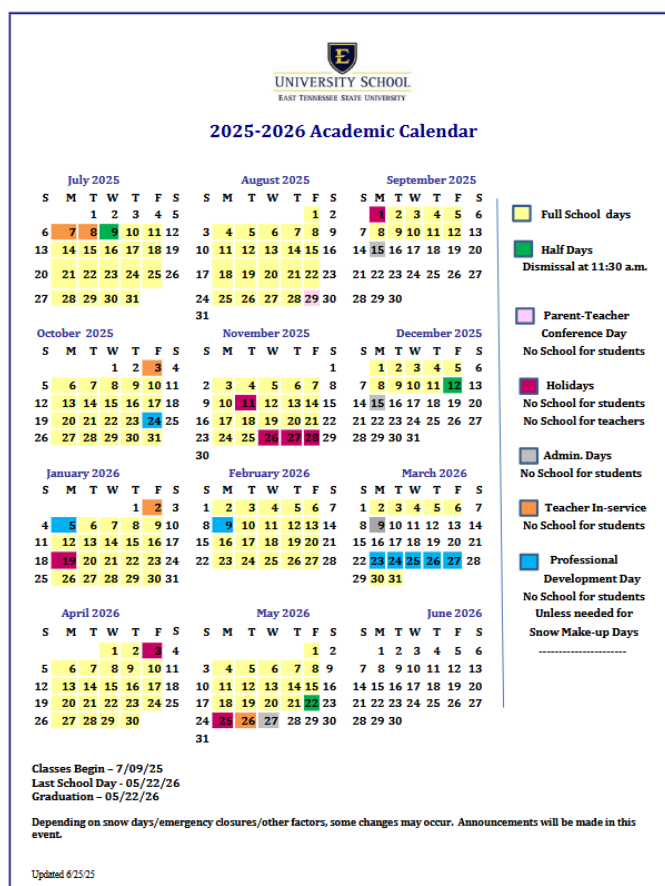 E
UNIVERSITY SCHOOL
EAST TENNESSEE STATE UNIVERSITY
2025-2026 Academic Calendar
July 2025
S M T W T F S
1 2 3 4 5
6 7 8 9 10 11 12
13 14 15 16 17 18 19
20 21 22 23 24 25 26
27 28 29 30 31
August 2025
S M T W T F S
1 2
3 4 5 6 7 8 9
10 11 12 13 14 15 16
17 18 19 20 21 22 23
24 25 26 27 28 29 30
31
September 2025
S M T W T F S
1 2 3 4 5 6
7 8 9 10 11 12 13
14 15 16 17 18 19 20
21 22 23 24 25 26 27
28 29 30
October 2025
S M T W T F S
1 2 3 4
5 6 7 8 9 10 11
12 13 14 15 16 17 18
19 20 21 22 23 24 25
26 27 28 29 30 31
November 2025
S M T W T F S
1
2 3 4 5 6 7 8
9 10 11 12 13 14 15
16 17 18 19 20 21 22
23 24 25 26 27 28 29
30
December 2025
S M T W T F S
1 2 3 4 5 6
7 8 9 10 11 12 13
14 15 16 17 18 19 20
21 22 23 24 25 26 27
28 29 30 31
January 2026
S M T W T F S
1 2 3
4 5 6 7 8 9 10
11 12 13 14 15 16 17
18 19 20 21 22 23 24
25 26 27 28 29 30 31
February 2026
S M T W T F S
1 2 3 4 5 6 7
8 9 10 11 12 13 14
15 16 17 18 19 20 21
22 23 24 25 26 27 28
March 2026
S M T W T F S
1 2 3 4 5 6 7
8 9 10 11 12 13 14
15 16 17 18 19 20 21
22 23 24 25 26 27 28
29 30 31
April 2026
S M T W T F S
1 2 3 4
5 6 7 8 9 10 11
12 13 14 15 16 17 18
19 20 21 22 23 24 25
26 27 28 29 30
May 2026
S M T W T F S
1 2
3 4 5 6 7 8 9
10 11 12 13 14 15 16
17 18 19 20 21 22 23
24 25 26 27 28 29 30
31
June 2026
S M T W T F S
1 2 3 4 5 6
7 8 9 10 11 12 13
14 15 16 17 18 19 20
21 22 23 24 25 26 27
28 29 30
Full School days
Half Days
Dismissal at 11:30 a.m.
Parent-Teacher
Conference Day
No School for students
Holidays
No School for students
No School for teachers
Admin. Days
No School for students
Teacher In-service
No School for students
Professional
Development Day
No School for students
Unless needed for
Snow Make-up Days
----------------------
Classes Begin – 7/09/25
Last School Day - 05/22/26
Graduation – 05/22/26
Depending on snow days/emergency closures/other factors, some changes may occur. Announcements will be made in this
event.
Updated 6/25/25